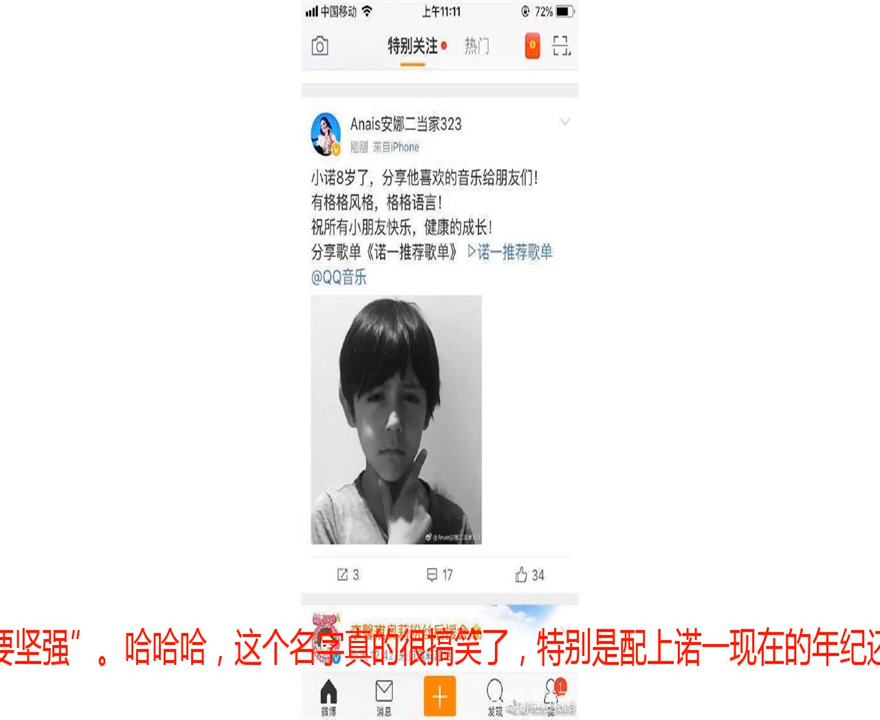 中国移动 上午11:11 72%
特别关注 热门
Anais安娜二当家323
刚刚 来自iPhone
小诺8岁了，分享他喜欢的音乐给朋友们！
有格格风格，格格语言！
祝所有小朋友快乐，健康的成长！
分享歌单《诺一推荐歌单》 ▷诺一推荐歌单
@QQ音乐
3 17 34
要坚强”。哈哈哈，这个名字真的很搞笑了，特别是配上诺一现在的年纪还
微博 消息 发现 1